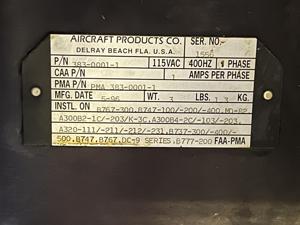 AIRCRAFT PRODUCTS CO. SER. NO.
DELRAY BEACH FLA. U.S.A. 1556
P/N 383-0001-1 115VAC 400HZ 1 PHASE
CAA P/N 1 AMPS PER PHASE
PMA P/N PMA 383-0001-1
MFG. DATE 5-96 WT. 3 LBS. KG.
INSTL ON B767-300,B747-100/-200/-400,MD-82
A300B2-1C/-203/K-3C,A300B4-2C/-103/-203,
A320-111/-211/-212/-231,B737-300/-400/-
500,B747,B767,DC-9 SERIES,B777-200 FAA-PMA